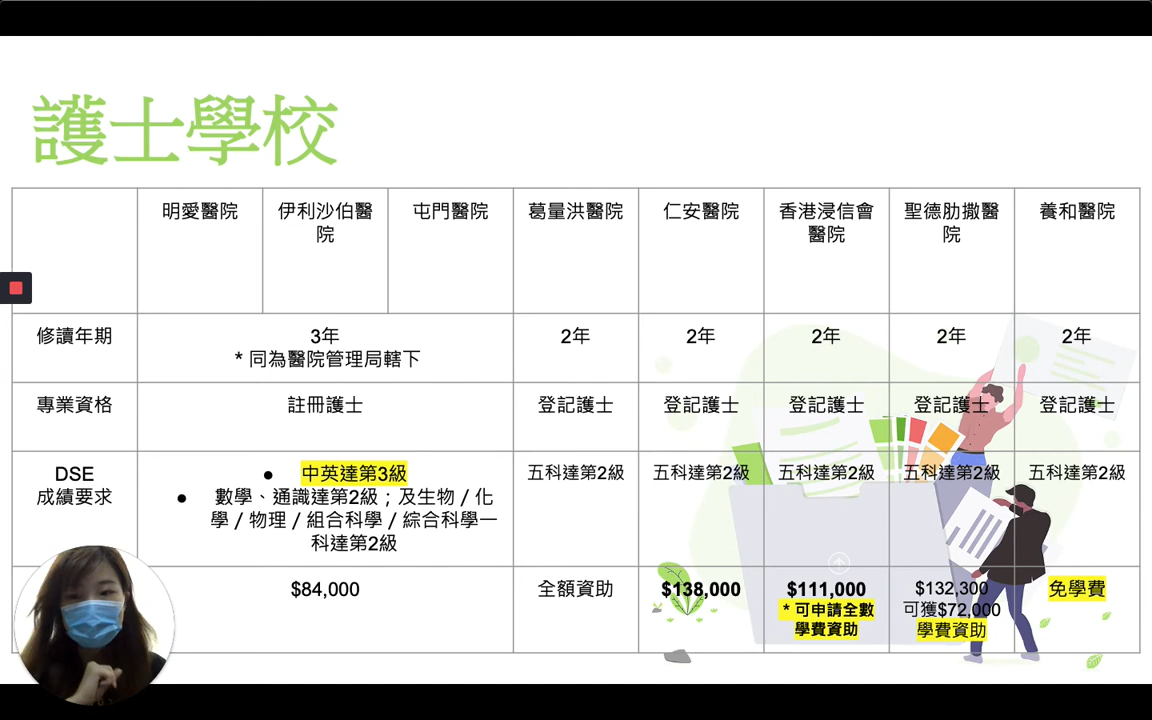 護士學校
明愛醫院
伊利沙伯醫
院
屯門醫院
葛量洪醫院
仁安醫院
香港浸信會
醫院
聖德肋撒醫
院
養和醫院
修讀年期
3年
* 同為醫院管理局轄下
2年
2年
2年
2年
2年
專業資格
註冊護士
登記護士
登記護士
登記護士
登記護士
登記護士
DSE
成績要求
● 中英達第3級
● 數學、通識達第2級；及生物 / 化
學 / 物理 / 組合科學 / 綜合科學一
科達第2級
五科達第2級
五科達第2級
五科達第2級
五科達第2級
五科達第2級
$84,000
全額資助
$138,000
$111,000
* 可申請全數
學費資助
$132,300
可獲$72,000
學費資助
免學費